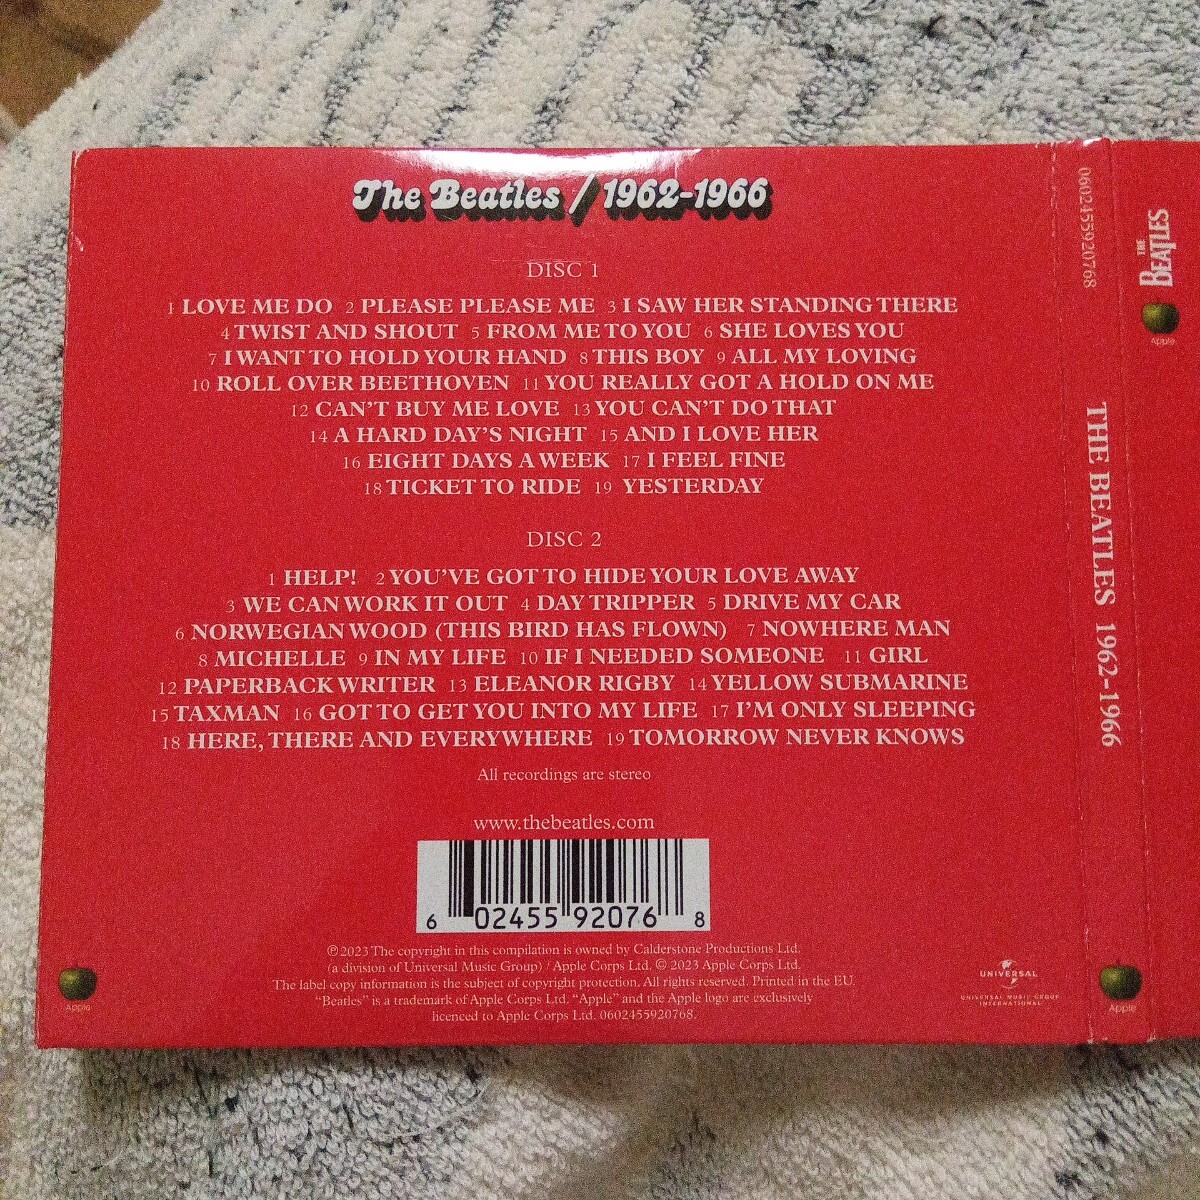 The Beatles / 1962-1966
DISC 1
1 LOVE ME DO 2 PLEASE PLEASE ME 3 I SAW HER STANDING THERE
4 TWIST AND SHOUT 5 FROM ME TO YOU 6 SHE LOVES YOU
7 I WANT TO HOLD YOUR HAND 8 THIS BOY 9 ALL MY LOVING
10 ROLL OVER BEETHOVEN 11 YOU REALLY GOT A HOLD ON ME
12 CAN'T BUY ME LOVE 13 YOU CAN'T DO THAT
14 A HARD DAY'S NIGHT 15 AND I LOVE HER
16 EIGHT DAYS A WEEK 17 I FEEL FINE
18 TICKET TO RIDE 19 YESTERDAY
DISC 2
1 HELP! 2 YOU'VE GOT TO HIDE YOUR LOVE AWAY
3 WE CAN WORK IT OUT 4 DAY TRIPPER 5 DRIVE MY CAR
6 NORWEGIAN WOOD (THIS BIRD HAS FLOWN) 7 NOWHERE MAN
8 MICHELLE 9 IN MY LIFE 10 IF I NEEDED SOMEONE 11 GIRL
12 PAPERBACK WRITER 13 ELEANOR RIGBY 14 YELLOW SUBMARINE
15 TAXMAN 16 GOT TO GET YOU INTO MY LIFE 17 I'M ONLY SLEEPING
18 HERE, THERE AND EVERYWHERE 19 TOMORROW NEVER KNOWS
All recordings are stereo
www.thebeatles.com
6 02455 92076 8
℗ 2023 The copyright in this compilation is owned by Calderstone Productions Ltd.
(a division of Universal Music Group) / Apple Corps Ltd. © 2023 Apple Corps Ltd.
The label copy information is the subject of copyright protection. All rights reserved. Printed in the EU.
"Beatles" is a trademark of Apple Corps Ltd. "Apple" and the Apple logo are exclusively
licenced to Apple Corps Ltd. 0602455920768.
Apple
UNIVERSAL
UNIVERSAL MUSIC GROUP
INTERNATIONAL
0602455920768
THE BEATLES 1962-1966
THE
BEATLES
Apple
Apple